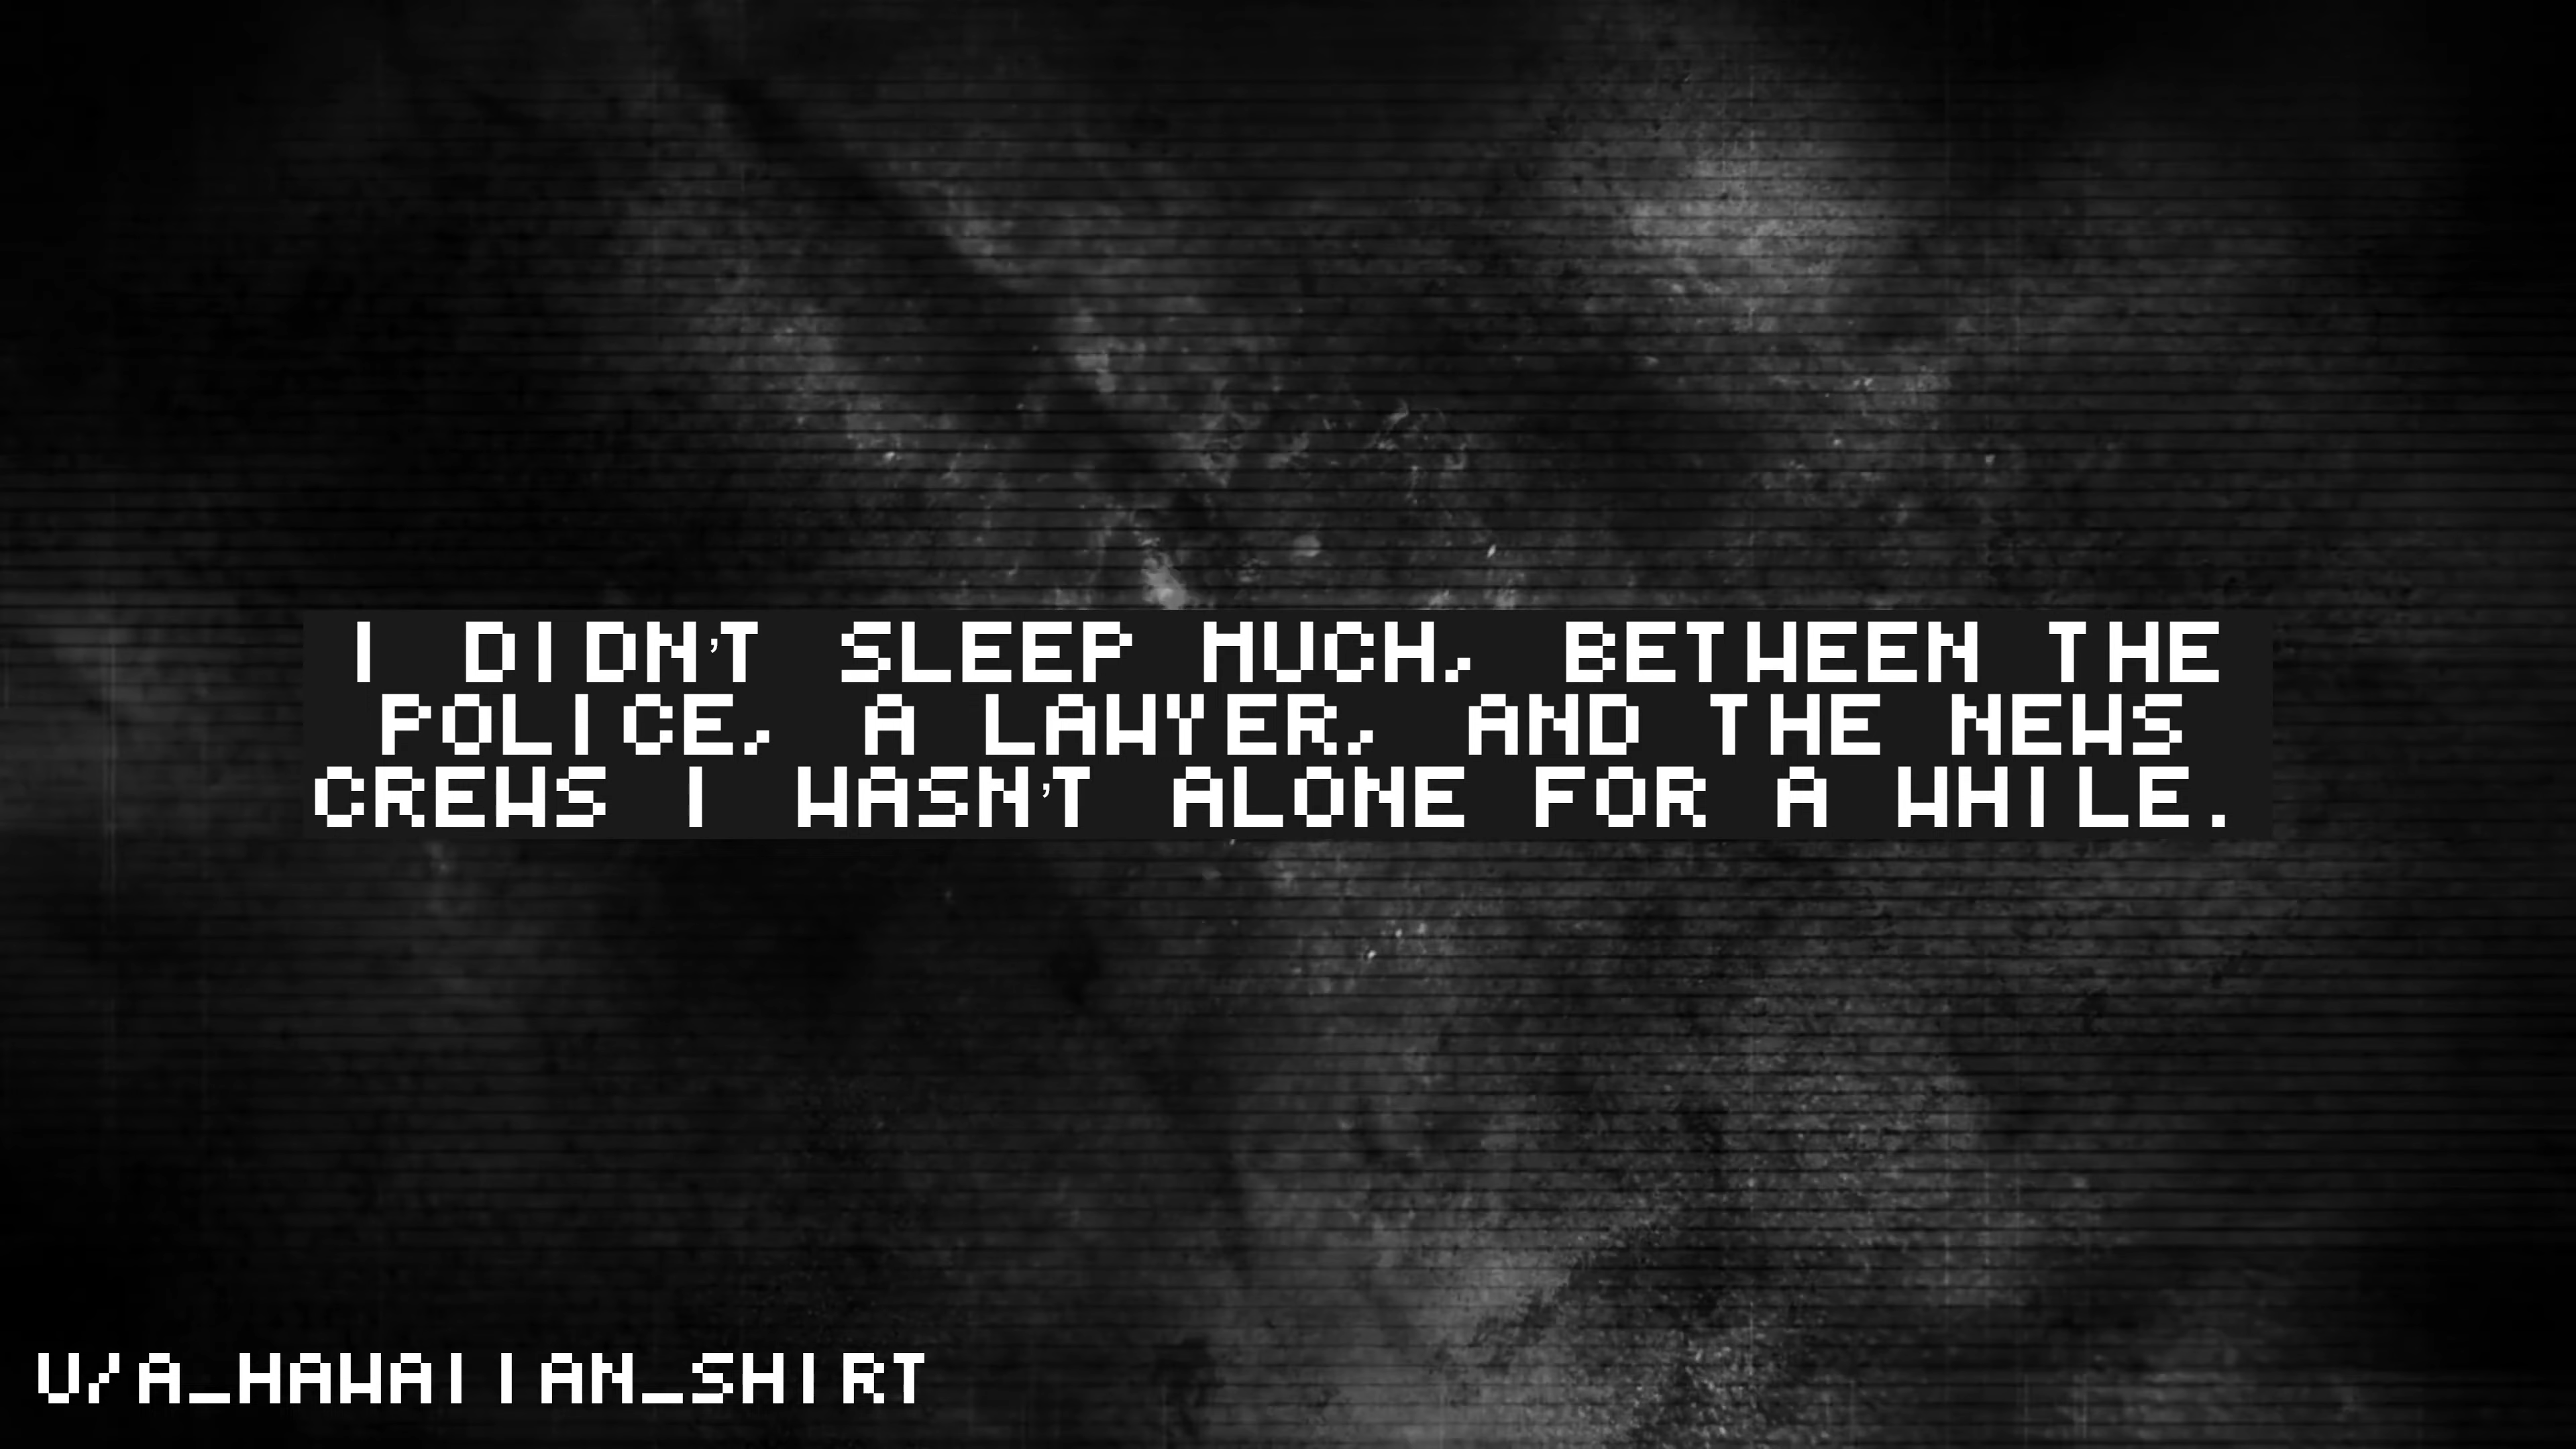 I DIDN'T SLEEP MUCH, BETWEEN THE
POLICE, A LAWYER, AND THE NEWS
CREWS I WASN'T ALONE FOR A WHILE.
U/A_HAWAIIAN_SHIRT